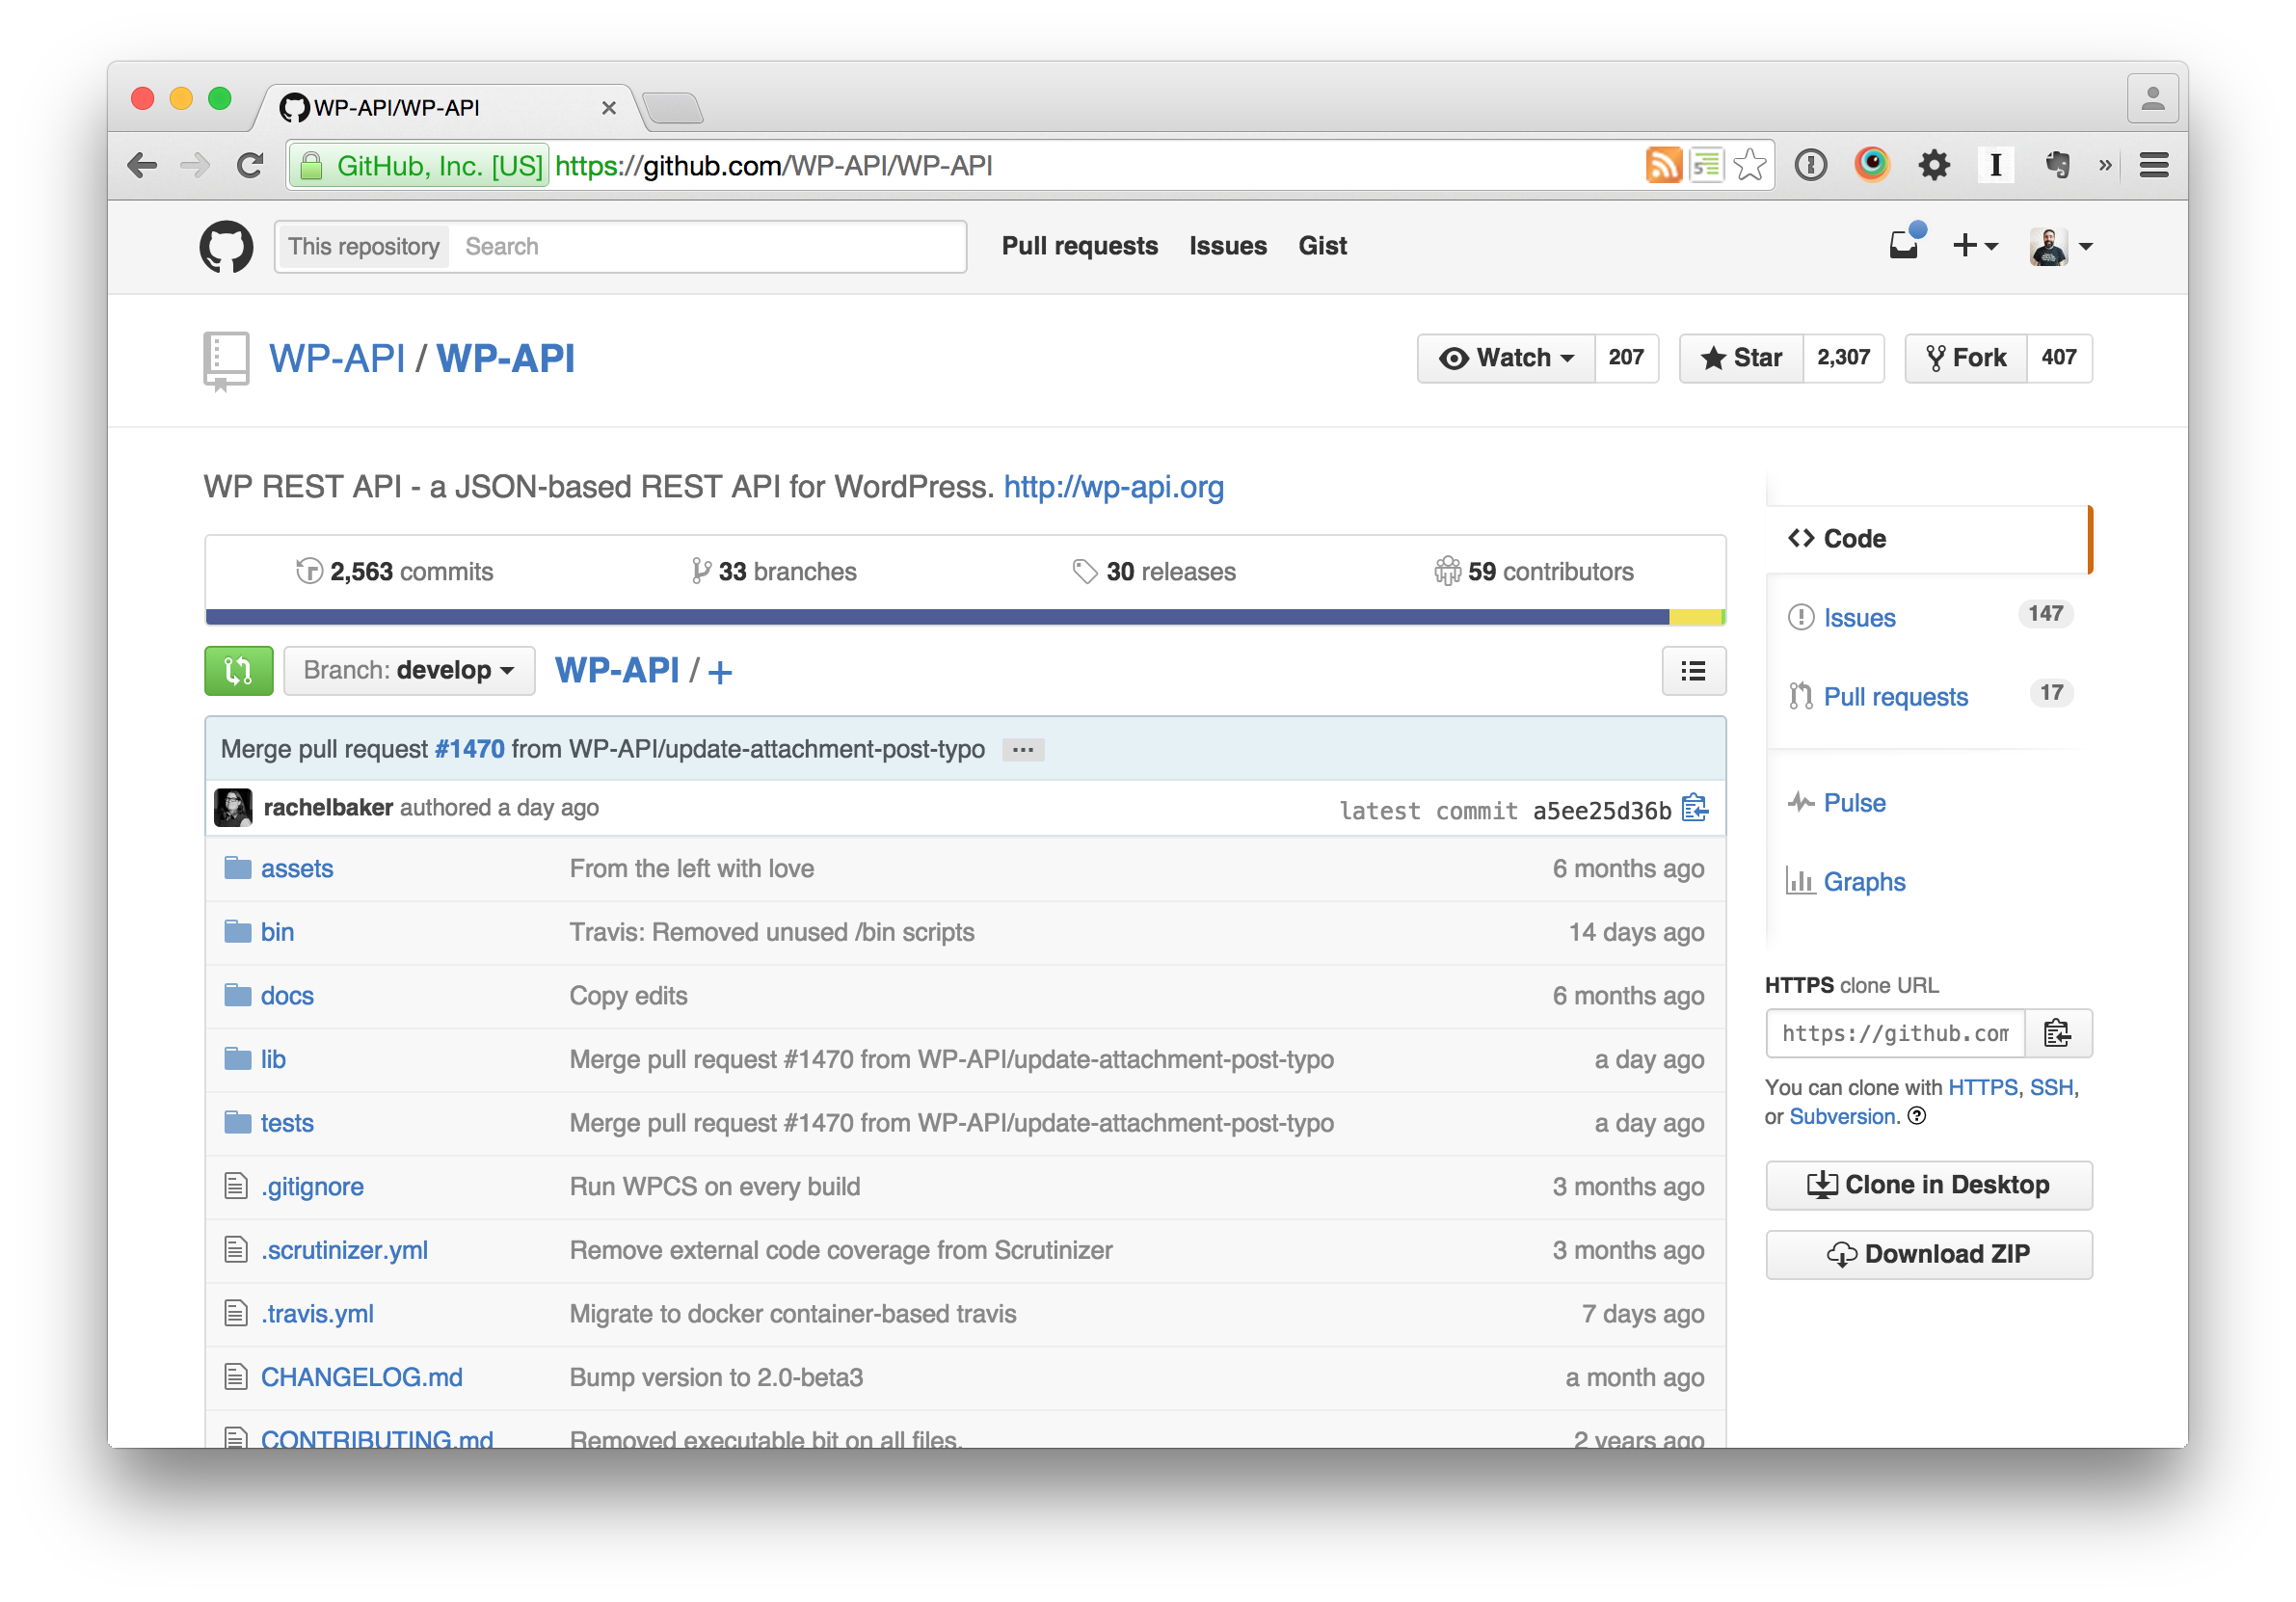 WP-API/WP-API
GitHub, Inc. [US] https://github.com/WP-API/WP-API
This repository Search Pull requests Issues Gist
WP-API / WP-API Watch 207 Star 2,307 Fork 407
WP REST API - a JSON-based REST API for WordPress. http://wp-api.org
2,563 commits 33 branches 30 releases 59 contributors
Branch: develop WP-API / +
Merge pull request #1470 from WP-API/update-attachment-post-typo ...
rachelbaker authored a day ago latest commit a5ee25d36b
assets From the left with love 6 months ago
bin Travis: Removed unused /bin scripts 14 days ago
docs Copy edits 6 months ago
lib Merge pull request #1470 from WP-API/update-attachment-post-typo a day ago
tests Merge pull request #1470 from WP-API/update-attachment-post-typo a day ago
.gitignore Run WPCS on every build 3 months ago
.scrutinizer.yml Remove external code coverage from Scrutinizer 3 months ago
.travis.yml Migrate to docker container-based travis 7 days ago
CHANGELOG.md Bump version to 2.0-beta3 a month ago
CONTRIBUTING.md Removed executable bit on all files. 2 years ago
Code
Issues 147
Pull requests 17
Pulse
Graphs
HTTPS clone URL
https://github.com
You can clone with HTTPS, SSH,
or Subversion.
Clone in Desktop
Download ZIP